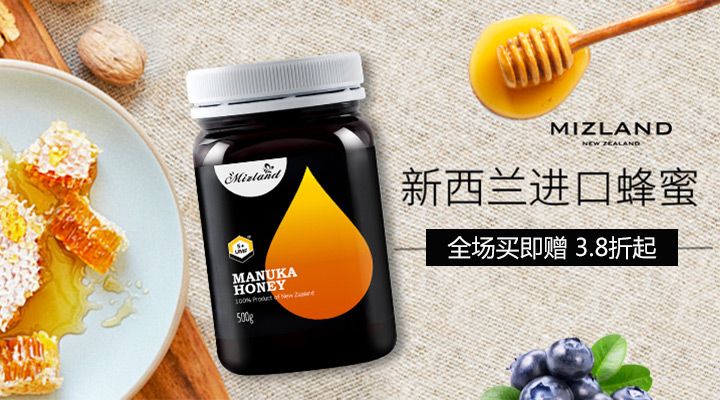 Mizland
5+
UMF
MANUKA
HONEY
100% Product of New Zealand
500g
MIZLAND
NEW ZEALAND
新西兰进口蜂蜜
全场买即赠 3.8折起